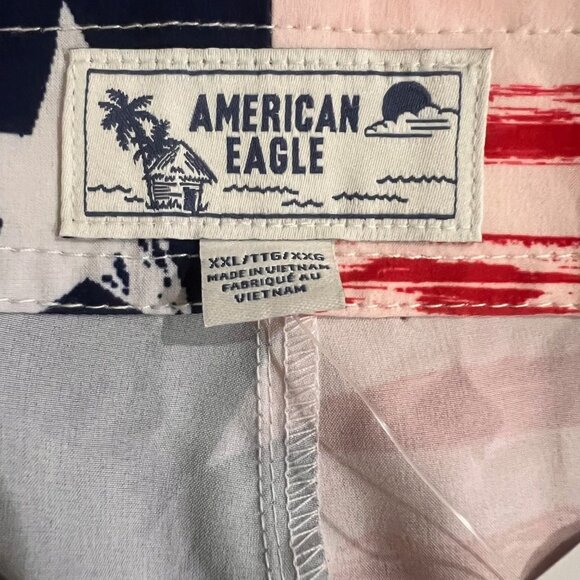 AMERICAN
EAGLE
XXL/TTG/XXG
MADE IN VIETNAM
FABRIQUÉ AU
VIETNAM